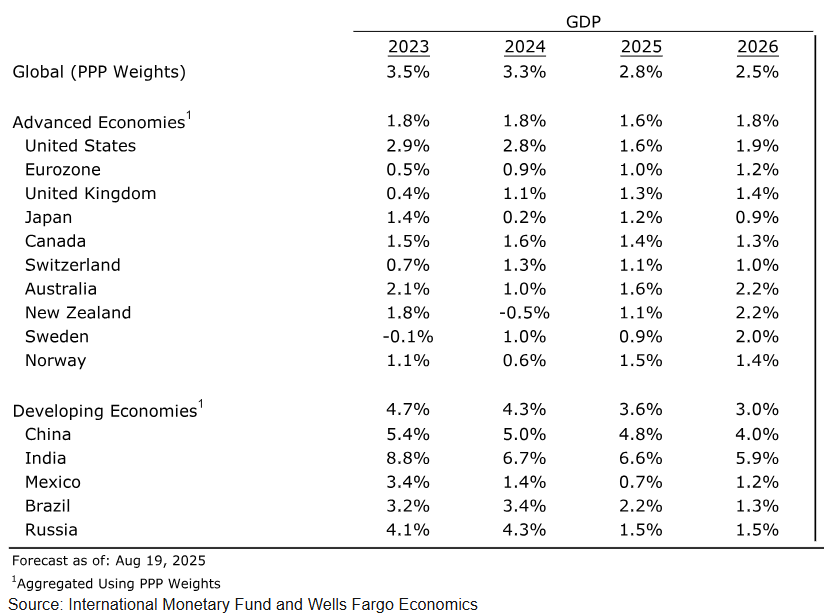 GDP
2023 2024 2025 2026
Global (PPP Weights) 3.5% 3.3% 2.8% 2.5%
Advanced Economies1 1.8% 1.8% 1.6% 1.8%
United States 2.9% 2.8% 1.6% 1.9%
Eurozone 0.5% 0.9% 1.0% 1.2%
United Kingdom 0.4% 1.1% 1.3% 1.4%
Japan 1.4% 0.2% 1.2% 0.9%
Canada 1.5% 1.6% 1.4% 1.3%
Switzerland 0.7% 1.3% 1.1% 1.0%
Australia 2.1% 1.0% 1.6% 2.2%
New Zealand 1.8% -0.5% 1.1% 2.2%
Sweden -0.1% 1.0% 0.9% 2.0%
Norway 1.1% 0.6% 1.5% 1.4%
Developing Economies1 4.7% 4.3% 3.6% 3.0%
China 5.4% 5.0% 4.8% 4.0%
India 8.8% 6.7% 6.6% 5.9%
Mexico 3.4% 1.4% 0.7% 1.2%
Brazil 3.2% 3.4% 2.2% 1.3%
Russia 4.1% 4.3% 1.5% 1.5%
Forecast as of: Aug 19, 2025
1Aggregated Using PPP Weights
Source: International Monetary Fund and Wells Fargo Economics